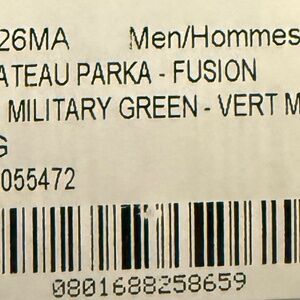 26MA Men/Hommes
ATEAU PARKA - FUSION
MILITARY GREEN - VERT M
G
055472
0801688258659